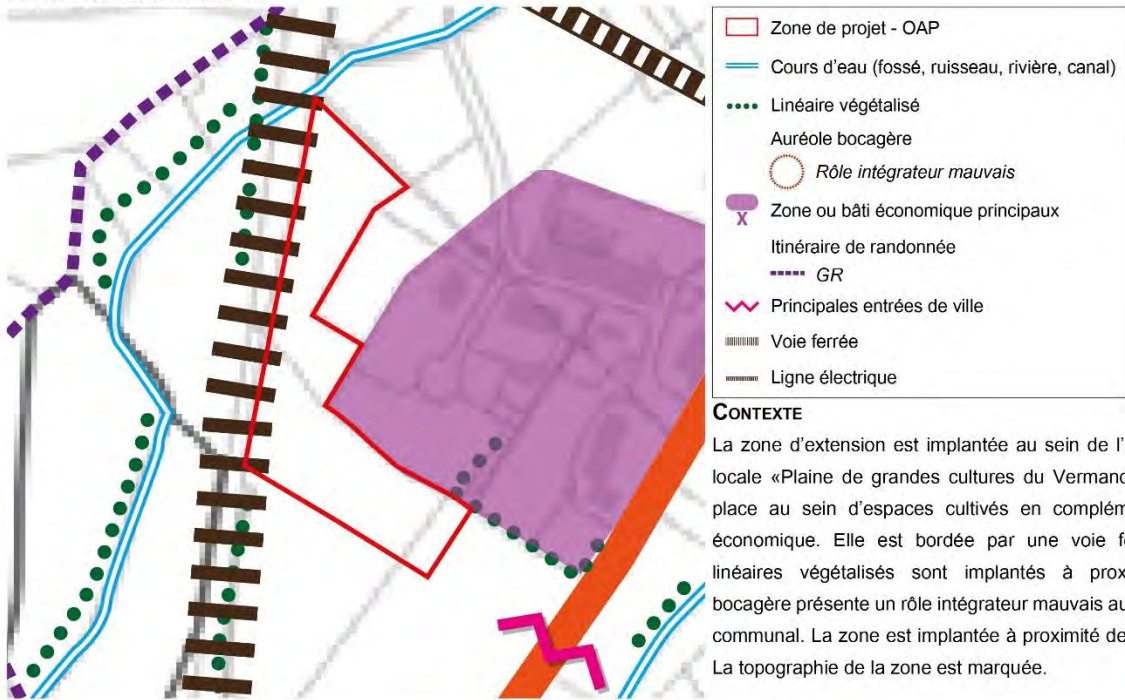 Zone de projet - OAP
Cours d'eau (fossé, ruisseau, rivière, canal)
Linéaire végétalisé
Auréole bocagère
Rôle intégrateur mauvais
Zone ou bâti économique principaux
Itinéraire de randonnée
GR
Principales entrées de ville
Voie ferrée
Ligne électrique
CONTEXTE
La zone d'extension est implantée au sein de l'
locale «Plaine de grandes cultures du Vermand
place au sein d'espaces cultivés en complém
économique. Elle est bordée par une voie f
linéaires végétalisés sont implantés à prox
bocagère présente un rôle intégrateur mauvais au
communal. La zone est implantée à proximité de
La topographie de la zone est marquée.